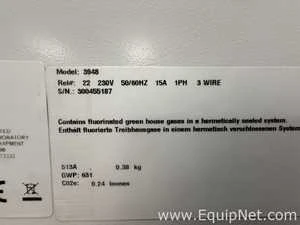 Model: 3948
Rel#: 22 230V 50/60HZ 15A 1PH 3 WIRE
S/N.: 300455187
Contains fluorinated green house gases in a hermetically sealed system.
Enthält fluorierte Treibhausgase in einem hermetisch verschlossenen System.
ORATORY
513A 0.38 kg
GWP: 631
CO2e: 0.24 tonnes
www.EquipNet.com